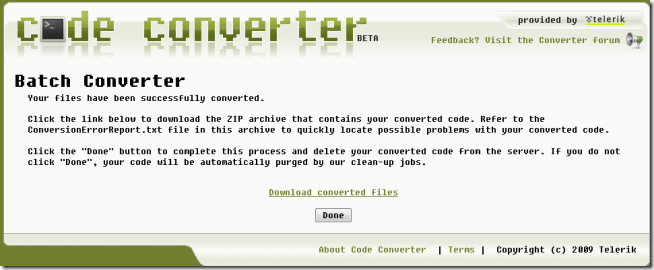 code converter BETA
provided by telerik
Feedback? Visit the Converter Forum
Batch Converter
Your files have been successfully converted.
Click the link below to download the ZIP archive that contains your converted code. Refer to the
ConversionErrorReport.txt file in this archive to quickly locate possible problems with your converted code.
Click the "Done" button to complete this process and delete your converted code from the server. If you do not
click "Done", your code will be automatically purged by our clean-up jobs.
Download converted files
Done
About Code Converter | Terms | Copyright (c) 2009 Telerik